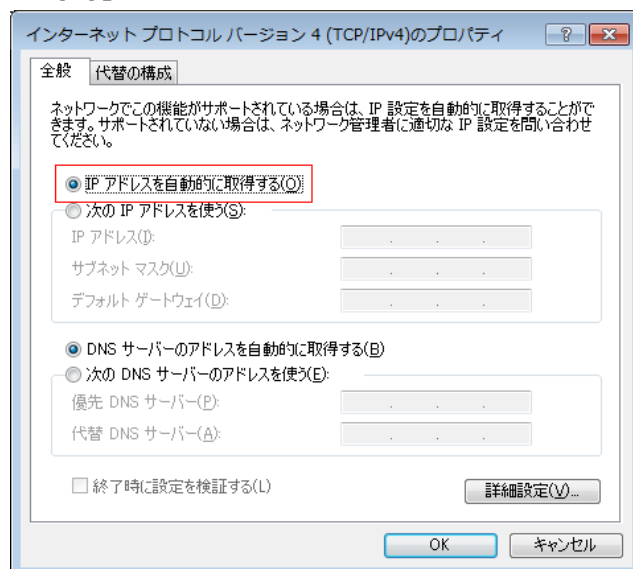 インターネット プロトコル バージョン 4 (TCP/IPv4)のプロパティ
全般
代替の構成
ネットワークでこの機能がサポートされている場合は、IP 設定を自動的に取得することがで
きます。サポートされていない場合は、ネットワーク管理者に適切な IP 設定を問い合わせ
てください。
IP アドレスを自動的に取得する(O)
次の IP アドレスを使う(S):
IP アドレス(I):
サブネット マスク(U):
デフォルト ゲートウェイ(D):
DNS サーバーのアドレスを自動的に取得する(B)
次の DNS サーバーのアドレスを使う(E):
優先 DNS サーバー(P):
代替 DNS サーバー(A):
終了時に設定を検証する(L)
詳細設定(V)...
OK
キャンセル